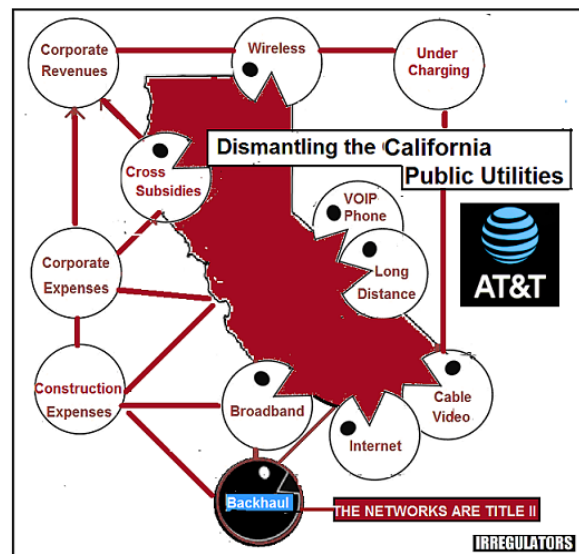 Corporate
Revenues
Wireless
Under
Charging
Dismantling the California
Public Utilities
Cross
Subsidies
VOIP
Phone
Long
Distance
AT&T
Corporate
Expenses
Construction
Expenses
Broadband
Internet
Cable
Video
Backhaul
THE NETWORKS ARE TITLE II
IRREGULATORS